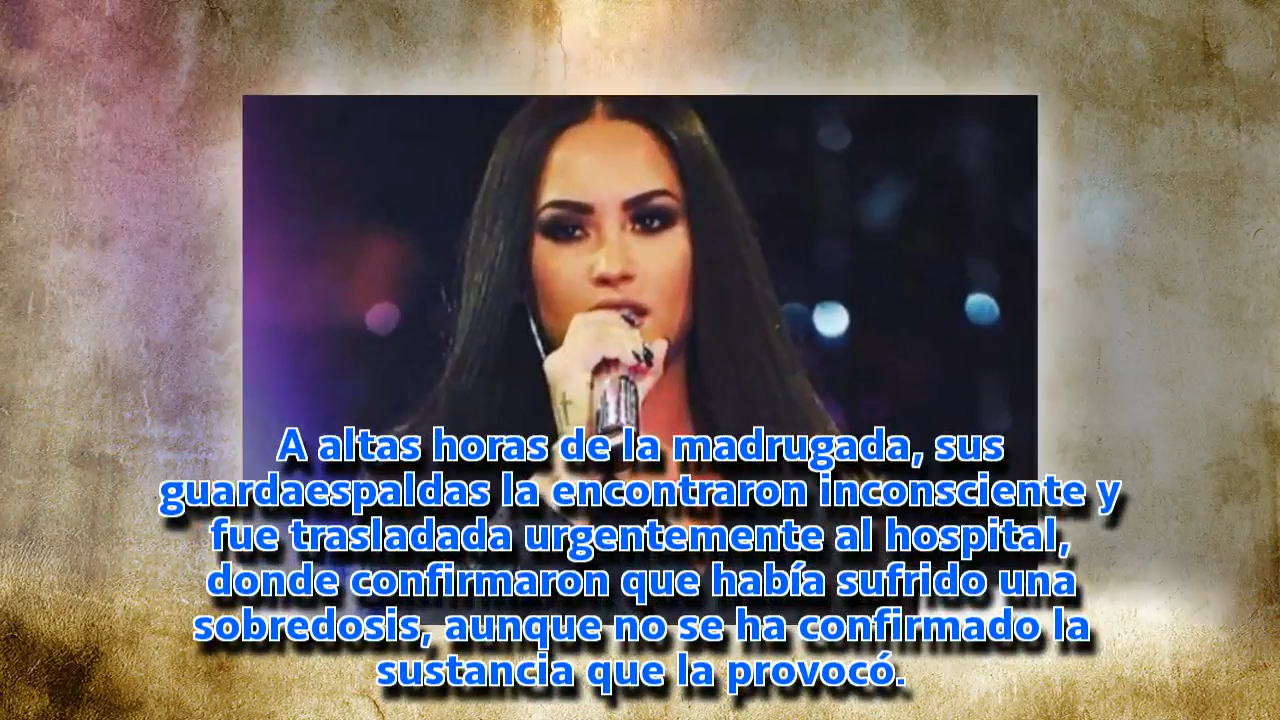 A altas horas de la madrugada, sus
guardaespaldas la encontraron inconsciente y
fue trasladada urgentemente al hospital,
donde confirmaron que había sufrido una
sobredosis, aunque no se ha confirmado la
sustancia que la provocó.